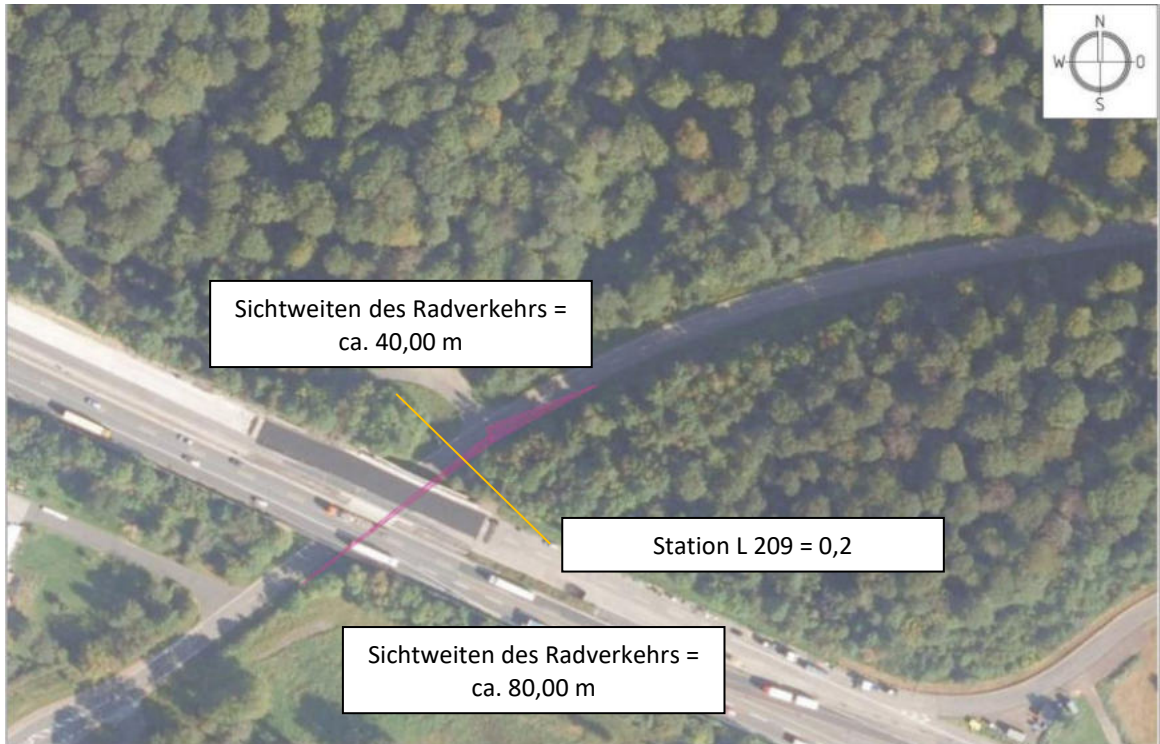 N
W
O
S
Sichtweiten des Radverkehrs =
ca. 40,00 m
Station L 209 = 0,2
Sichtweiten des Radverkehrs =
ca. 80,00 m